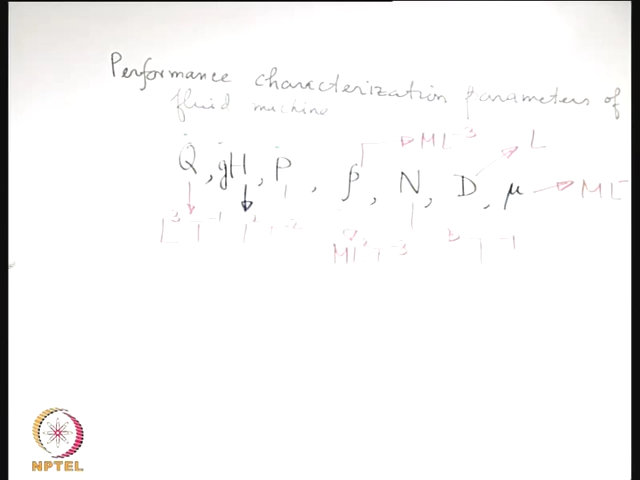 Performance characterization parameters of
fluid machine
Q̇, gH, P, ρ, N, D, μ
ML⁻³
L
ML
L³T⁻¹
ML²T⁻³
T⁻¹
NPTEL